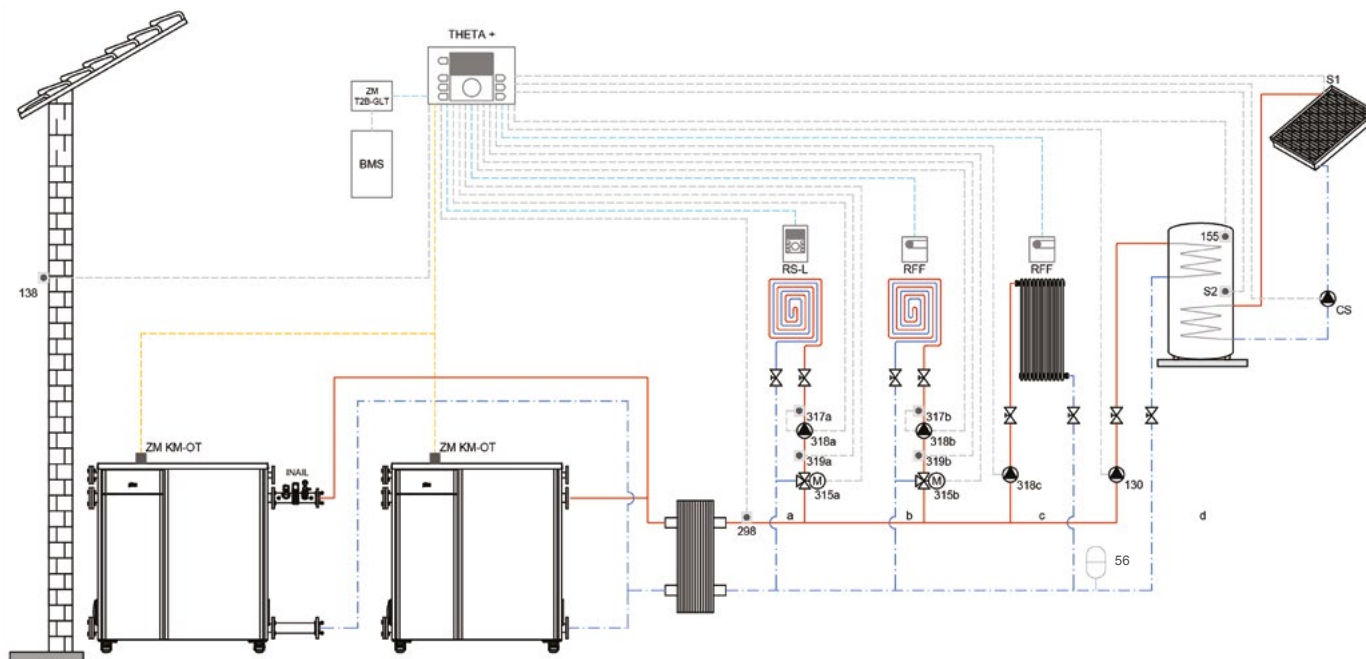 THETA +
S1
ZM
T2B-GLT
BMS
155
138
RS-L
RFF
RFF
S2
CS
317a
317b
ZM KM-OT
ZM KM-OT
318a
318b
INAIL
319a
319b
M
M
318c
130
315a
315b
298
a
b
c
d
56